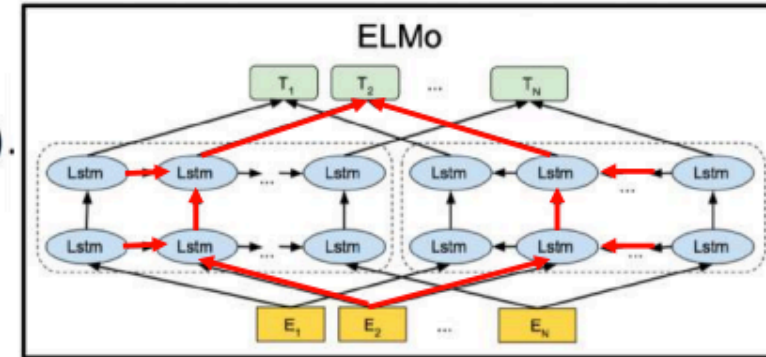 ELMo
T1 T2 ... TN
).
Lstm Lstm ... Lstm Lstm Lstm ... Lstm
Lstm Lstm ... Lstm Lstm Lstm ... Lstm
E1 E2 ... EN